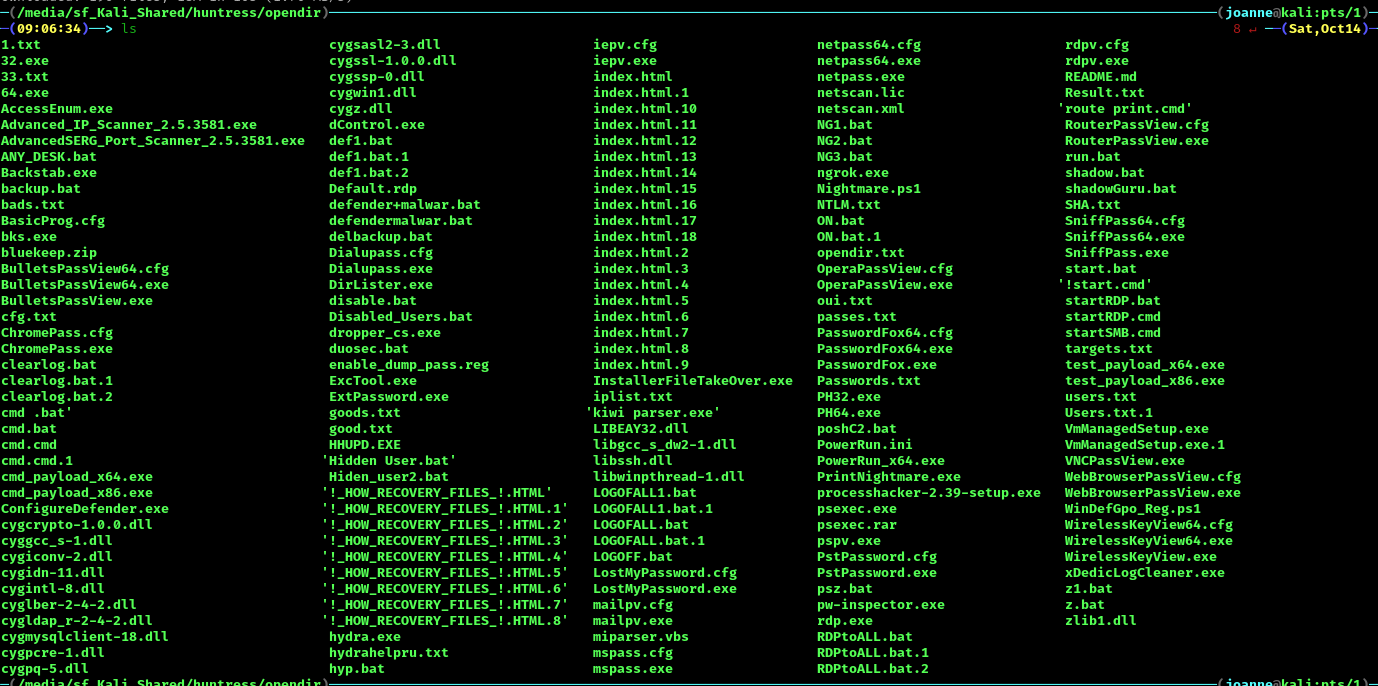 (/media/sf_Kali_Shared/huntress/opendir) (joanne@kali:pts/1)
(09:06:34)──> ls 8 ↵ (Sat,Oct14)
1.txt cygsasl2-3.dll iepv.cfg netpass64.cfg rdpv.cfg
32.exe cygssl-1.0.0.dll iepv.exe netpass64.exe rdpv.exe
33.txt cygssp-0.dll index.html netpass.exe README.md
64.exe cygwin1.dll index.html.1 netscan.lic Result.txt
AccessEnum.exe cygz.dll index.html.10 netscan.xml 'route print.cmd'
Advanced_IP_Scanner_2.5.3581.exe dControl.exe index.html.11 NG1.bat RouterPassView.cfg
AdvancedSERG_Port_Scanner_2.5.3581.exe def1.bat index.html.12 NG2.bat RouterPassView.exe
ANY_DESK.bat def1.bat.1 index.html.13 NG3.bat run.bat
Backstab.exe def1.bat.2 index.html.14 ngrok.exe shadow.bat
backup.bat Default.rdp index.html.15 Nightmare.ps1 shadowGuru.bat
bads.txt defender+malwar.bat index.html.16 NTLM.txt SHA.txt
BasicProg.cfg defendermalwar.bat index.html.17 ON.bat SniffPass64.cfg
bks.exe delbackup.bat index.html.18 ON.bat.1 SniffPass64.exe
bluekeep.zip Dialupass.cfg index.html.2 opendir.txt SniffPass.exe
BulletsPassView64.cfg Dialupass.exe index.html.3 OperaPassView.cfg start.bat
BulletsPassView64.exe DirLister.exe index.html.4 OperaPassView.exe '!start.cmd'
BulletsPassView.exe disable.bat index.html.5 oui.txt startRDP.bat
cfg.txt Disabled_Users.bat index.html.6 passes.txt startRDP.cmd
ChromePass.cfg dropper_cs.exe index.html.7 PasswordFox64.cfg startSMB.cmd
ChromePass.exe duosec.bat index.html.8 PasswordFox64.exe targets.txt
clearlog.bat enable_dump_pass.reg index.html.9 PasswordFox.exe test_payload_x64.exe
clearlog.bat.1 ExcTool.exe InstallerFileTakeOver.exe Passwords.txt test_payload_x86.exe
clearlog.bat.2 ExtPassword.exe iplist.txt PH32.exe users.txt
cmd .bat' goods.txt 'kiwi parser.exe' PH64.exe Users.txt.1
cmd.bat good.txt LIBEAY32.dll poshC2.bat VmManagedSetup.exe
cmd.cmd HHUPD.EXE libgcc_s_dw2-1.dll PowerRun.ini VmManagedSetup.exe.1
cmd.cmd.1 'Hidden User.bat' libssh.dll PowerRun_x64.exe VNCPassView.exe
cmd_payload_x64.exe Hiden_user2.bat libwinpthread-1.dll PrintNightmare.exe WebBrowserPassView.cfg
cmd_payload_x86.exe '!_HOW_RECOVERY_FILES_!.HTML' LOGOFALL1.bat processhacker-2.39-setup.exe WebBrowserPassView.exe
ConfigureDefender.exe '!_HOW_RECOVERY_FILES_!.HTML.1' LOGOFALL1.bat.1 psexec.exe WinDefGpo_Reg.ps1
cygcrypto-1.0.0.dll '!_HOW_RECOVERY_FILES_!.HTML.2' LOGOFALL.bat psexec.rar WirelessKeyView64.cfg
cyggcc_s-1.dll '!_HOW_RECOVERY_FILES_!.HTML.3' LOGOFALL.bat.1 pspv.exe WirelessKeyView64.exe
cygiconv-2.dll '!_HOW_RECOVERY_FILES_!.HTML.4' LOGOFF.bat PstPassword.cfg WirelessKeyView.exe
cygidn-11.dll '!_HOW_RECOVERY_FILES_!.HTML.5' LostMyPassword.cfg PstPassword.exe xDedicLogCleaner.exe
cygintl-8.dll '!_HOW_RECOVERY_FILES_!.HTML.6' LostMyPassword.exe psz.bat z1.bat
cyglber-2-4-2.dll '!_HOW_RECOVERY_FILES_!.HTML.7' mailpv.cfg pw-inspector.exe z.bat
cygldap_r-2-4-2.dll '!_HOW_RECOVERY_FILES_!.HTML.8' mailpv.exe rdp.exe zlib1.dll
cygmysqlclient-18.dll hydra.exe miparser.vbs RDPtoALL.bat
cygpcre-1.dll hydrahelpru.txt mspass.cfg RDPtoALL.bat.1
cygpq-5.dll hyp.bat mspass.exe RDPtoALL.bat.2
(/media/sf_Kali_Shared/huntress/opendir) (joanne@kali:pts/1)